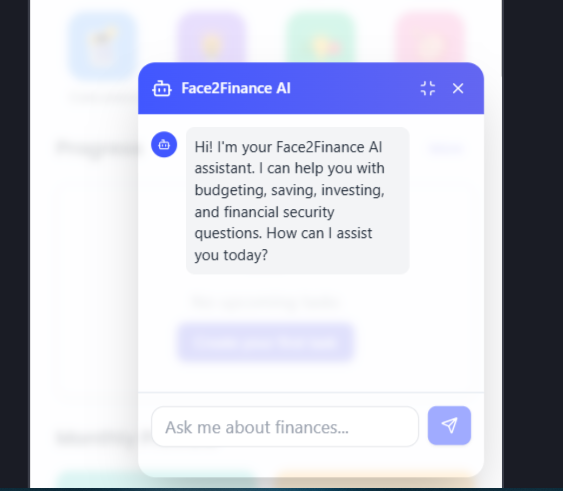 Face2Finance AI
Hi! I'm your Face2Finance AI
assistant. I can help you with
budgeting, saving, investing,
and financial security
questions. How can I assist
you today?
Ask me about finances...